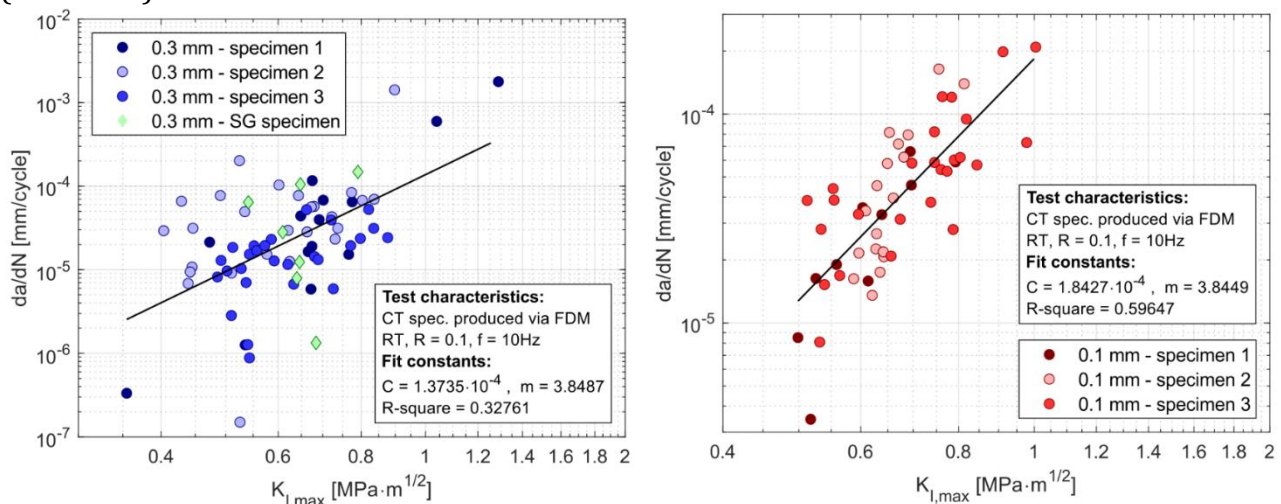 10^-2
10^-3
10^-4
10^-5
10^-6
10^-7
da/dN [mm/cycle]
0.3 mm - specimen 1
0.3 mm - specimen 2
0.3 mm - specimen 3
0.3 mm - SG specimen
Test characteristics:
CT spec. produced via FDM
RT, R = 0.1, f = 10Hz
Fit constants:
C = 1.3735·10^-4 , m = 3.8487
R-square = 0.32761
0.4 0.6 0.8 1 1.2 1.4 1.6 2
K_I,max [MPa·m^1/2]
10^-4
10^-5
da/dN [mm/cycle]
Test characteristics:
CT spec. produced via FDM
RT, R = 0.1, f = 10Hz
Fit constants:
C = 1.8427·10^-4 , m = 3.8449
R-square = 0.59647
0.1 mm - specimen 1
0.1 mm - specimen 2
0.1 mm - specimen 3
0.4 0.6 0.8 1 1.2 1.4 1.6 1.8 2
K_I,max [MPa·m^1/2]